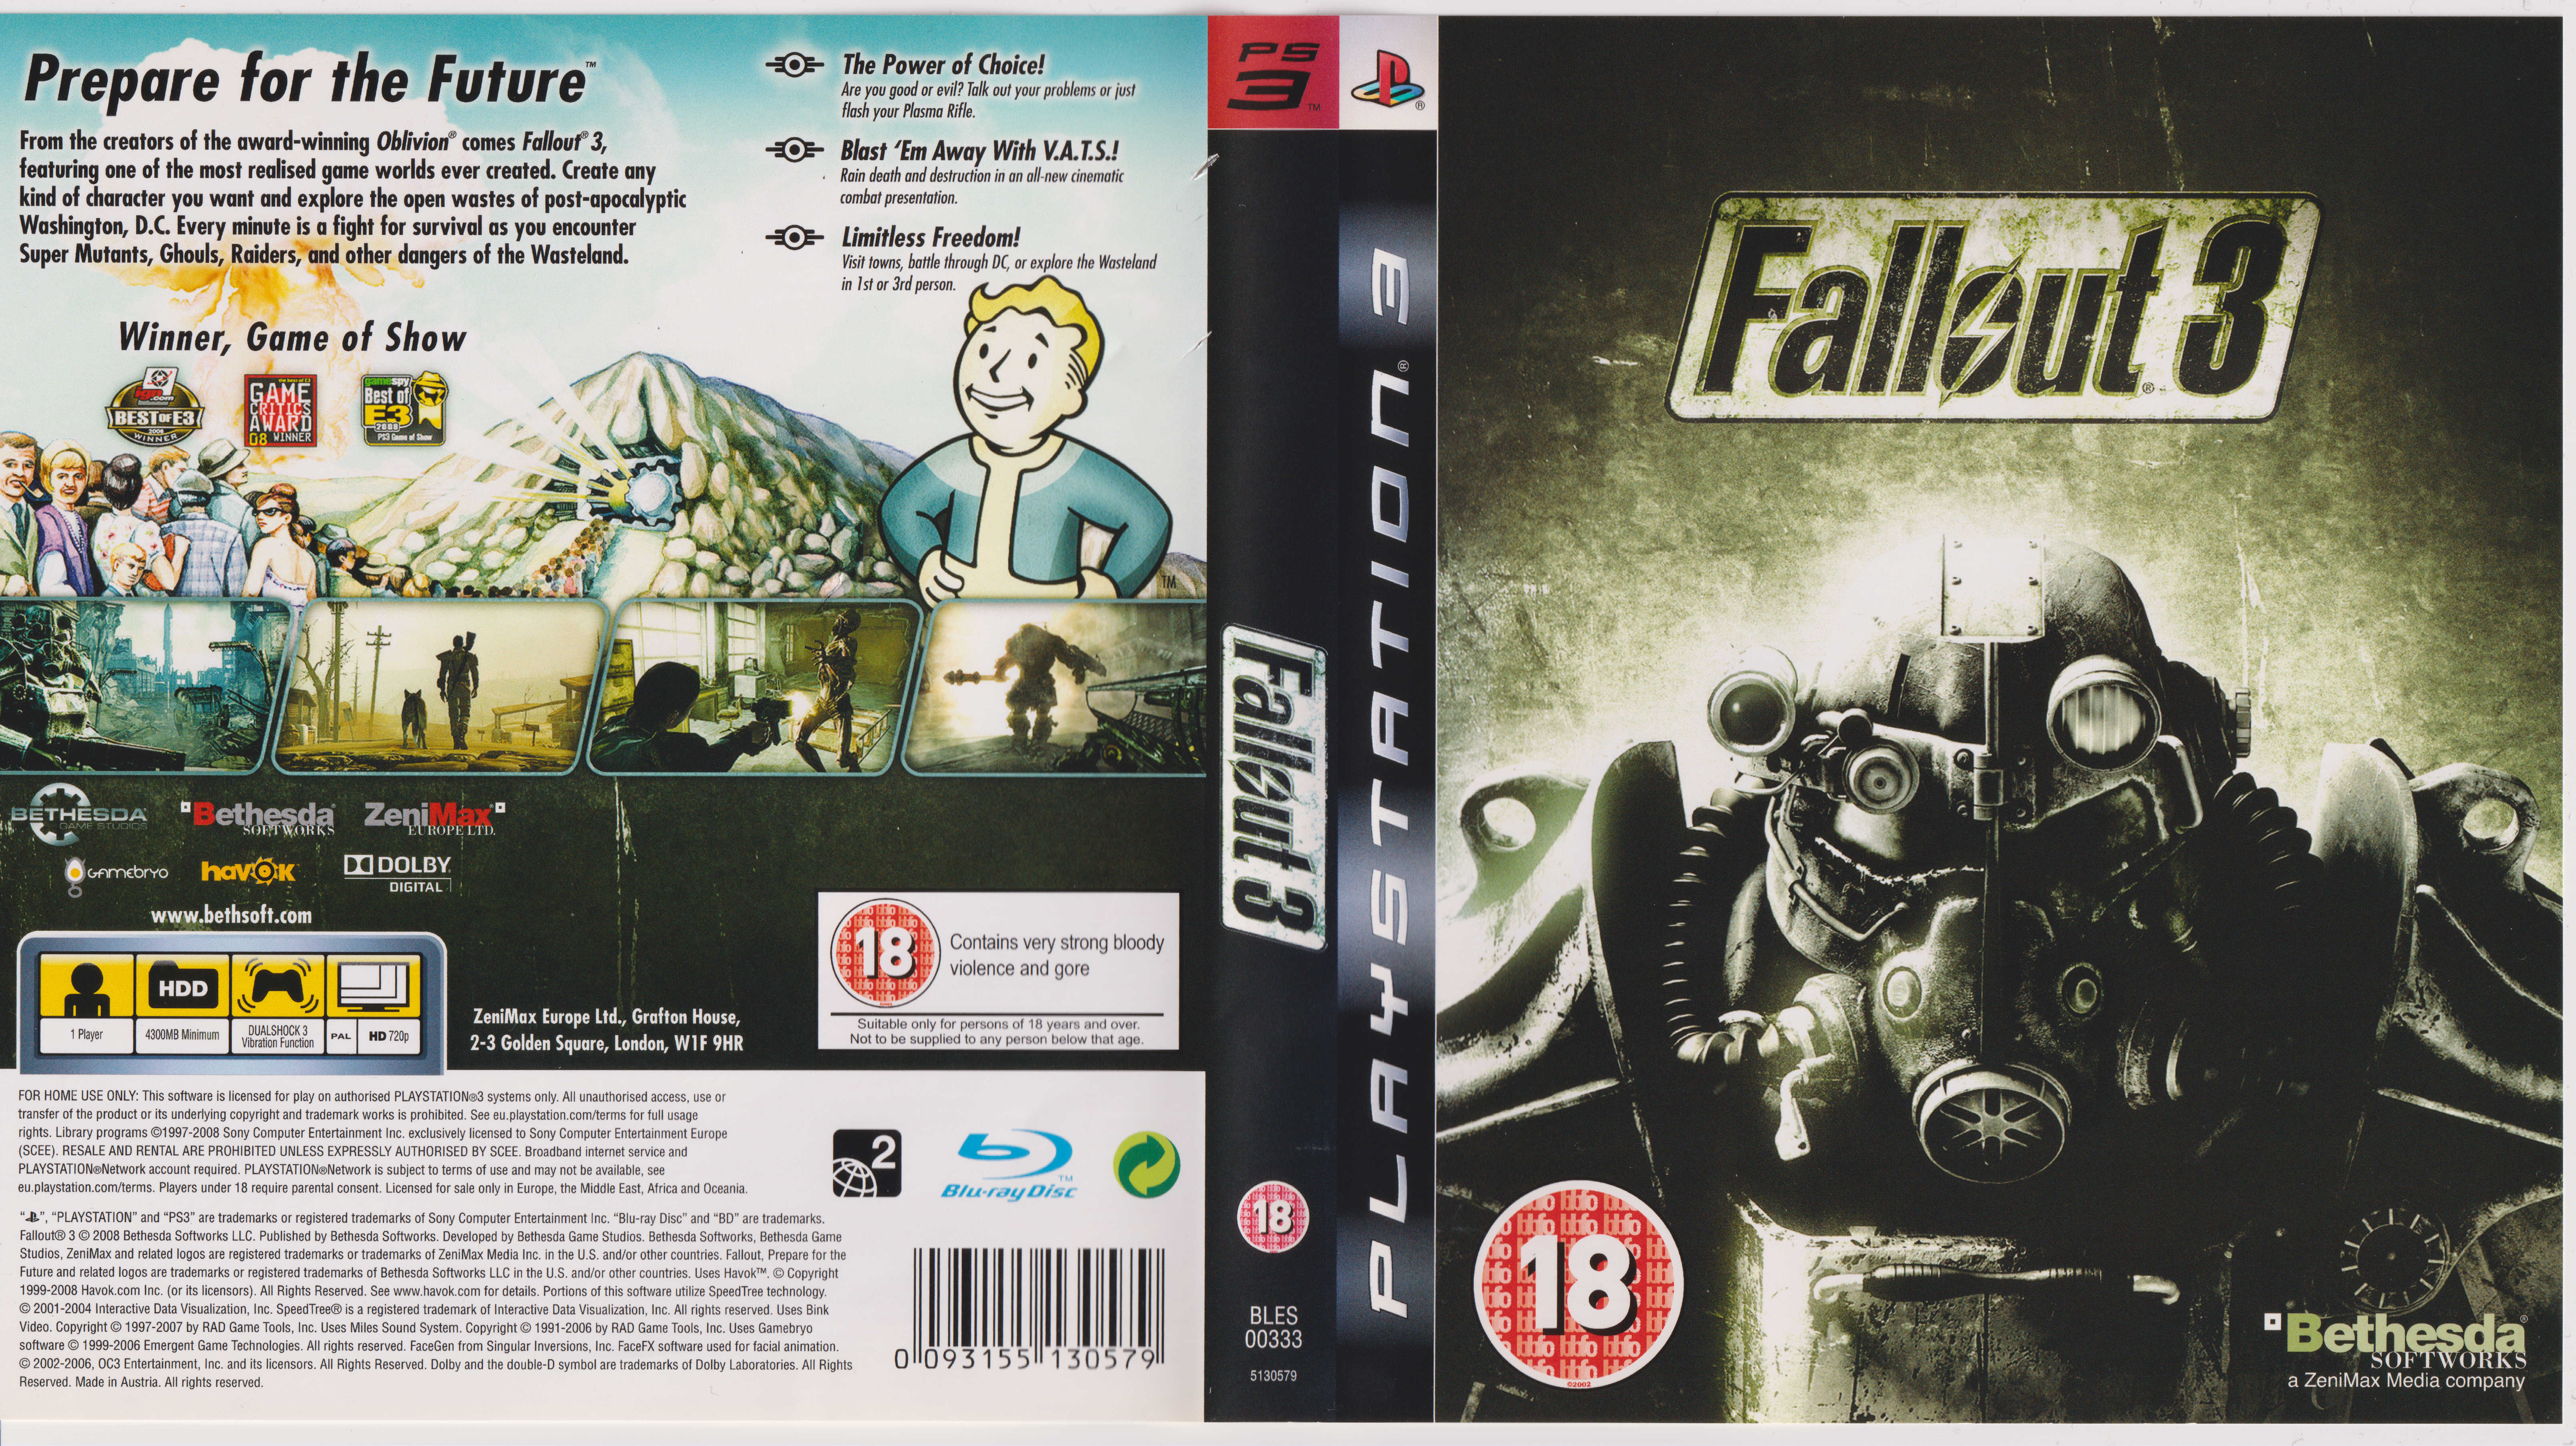 Prepare for the Future™
From the creators of the award-winning Oblivion® comes Fallout® 3,
featuring one of the most realised game worlds ever created. Create any
kind of character you want and explore the open wastes of post-apocalyptic
Washington, D.C. Every minute is a fight for survival as you encounter
Super Mutants, Ghouls, Raiders, and other dangers of the Wasteland.
Winner, Game of Show
ign.com
BEST OF E3
2008
WINNER
the best of E3
GAME
CRITICS
AWARD
08 WINNER
gamespy
Best of
E3
2008
PS3 Game of Show
The Power of Choice!
Are you good or evil? Talk out your problems or just
flash your Plasma Rifle.
Blast ‘Em Away With V.A.T.S.!
Rain death and destruction in an all-new cinematic
combat presentation.
Limitless Freedom!
Visit towns, battle through DC, or explore the Wasteland
in 1st or 3rd person.
TM
BETHESDA
GAME STUDIOS
Bethesda®
SOFTWORKS
ZeniMax®
EUROPE LTD.
GAMEBRYO
havok™
DOLBY
DIGITAL
www.bethsoft.com
HDD
1 Player
4300MB Minimum
DUALSHOCK 3
Vibration Function
PAL
HD 720p
ZeniMax Europe Ltd., Grafton House,
2-3 Golden Square, London, W1F 9HR
18
Contains very strong bloody
violence and gore
Suitable only for persons of 18 years and over.
Not to be supplied to any person below that age.
FOR HOME USE ONLY: This software is licensed for play on authorised PLAYSTATION®3 systems only. All unauthorised access, use or
transfer of the product or its underlying copyright and trademark works is prohibited. See eu.playstation.com/terms for full usage
rights. Library programs ©1997-2008 Sony Computer Entertainment Inc. exclusively licensed to Sony Computer Entertainment Europe
(SCEE). RESALE AND RENTAL ARE PROHIBITED UNLESS EXPRESSLY AUTHORISED BY SCEE. Broadband internet service and
PLAYSTATION®Network account required. PLAYSTATION®Network is subject to terms of use and may not be available, see
eu.playstation.com/terms. Players under 18 require parental consent. Licensed for sale only in Europe, the Middle East, Africa and Oceania.
“ ”, “PLAYSTATION” and “PS3” are trademarks or registered trademarks of Sony Computer Entertainment Inc. “Blu-ray Disc” and “BD” are trademarks.
Fallout® 3 © 2008 Bethesda Softworks LLC. Published by Bethesda Softworks. Developed by Bethesda Game Studios. Bethesda Softworks, Bethesda Game
Studios, ZeniMax and related logos are registered trademarks or trademarks of ZeniMax Media Inc. in the U.S. and/or other countries. Fallout, Prepare for the
Future and related logos are trademarks or registered trademarks of Bethesda Softworks LLC in the U.S. and/or other countries. Uses Havok™. © Copyright
1999-2008 Havok.com Inc. (or its licensors). All Rights Reserved. See www.havok.com for details. Portions of this software utilize SpeedTree technology.
© 2001-2004 Interactive Data Visualization, Inc. SpeedTree® is a registered trademark of Interactive Data Visualization, Inc. All rights reserved. Uses Bink
Video. Copyright © 1997-2007 by RAD Game Tools, Inc. Uses Miles Sound System. Copyright © 1991-2006 by RAD Game Tools, Inc. Uses Gamebryo
software © 1999-2006 Emergent Game Technologies. All rights reserved. FaceGen from Singular Inversions, Inc. FaceFX software used for facial animation.
© 2002-2006, OC3 Entertainment, Inc. and its licensors. All Rights Reserved. Dolby and the double-D symbol are trademarks of Dolby Laboratories. All Rights
Reserved. Made in Austria. All rights reserved.
2
Blu-ray Disc™
0 093155 130579
PS
3™
®
PLAYSTATION® 3
Fallout 3
18
BLES
00333
5130579
Fallout® 3
18
©2002
Bethesda®
SOFTWORKS
a ZeniMax Media company